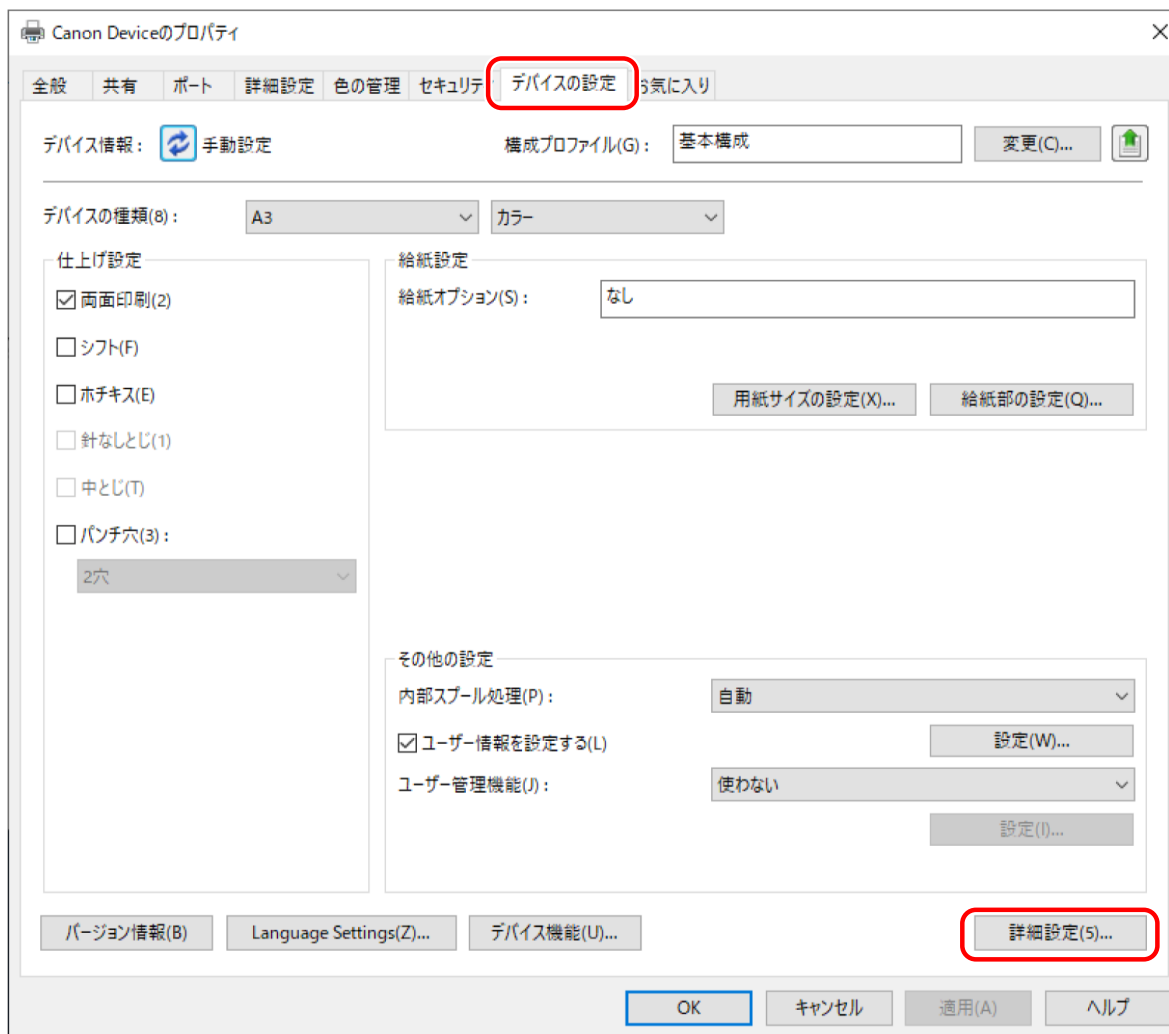 Canon Deviceのプロパティ
全般 共有 ポート 詳細設定 色の管理 セキュリテ デバイスの設定 お気に入り
デバイス情報： 手動設定 構成プロファイル(G)： 基本構成 変更(C)...
デバイスの種類(8)： A3 カラー
仕上げ設定
両面印刷(2)
シフト(F)
ホチキス(E)
針なしとじ(1)
中とじ(T)
パンチ穴(3)：
2穴
給紙設定
給紙オプション(S)： なし
用紙サイズの設定(X)... 給紙部の設定(Q)...
その他の設定
内部スプール処理(P)： 自動
ユーザー情報を設定する(L) 設定(W)...
ユーザー管理機能(J)： 使わない
設定(I)...
バージョン情報(B) Language Settings(Z)... デバイス機能(U)... 詳細設定(5)...
OK キャンセル 適用(A) ヘルプ